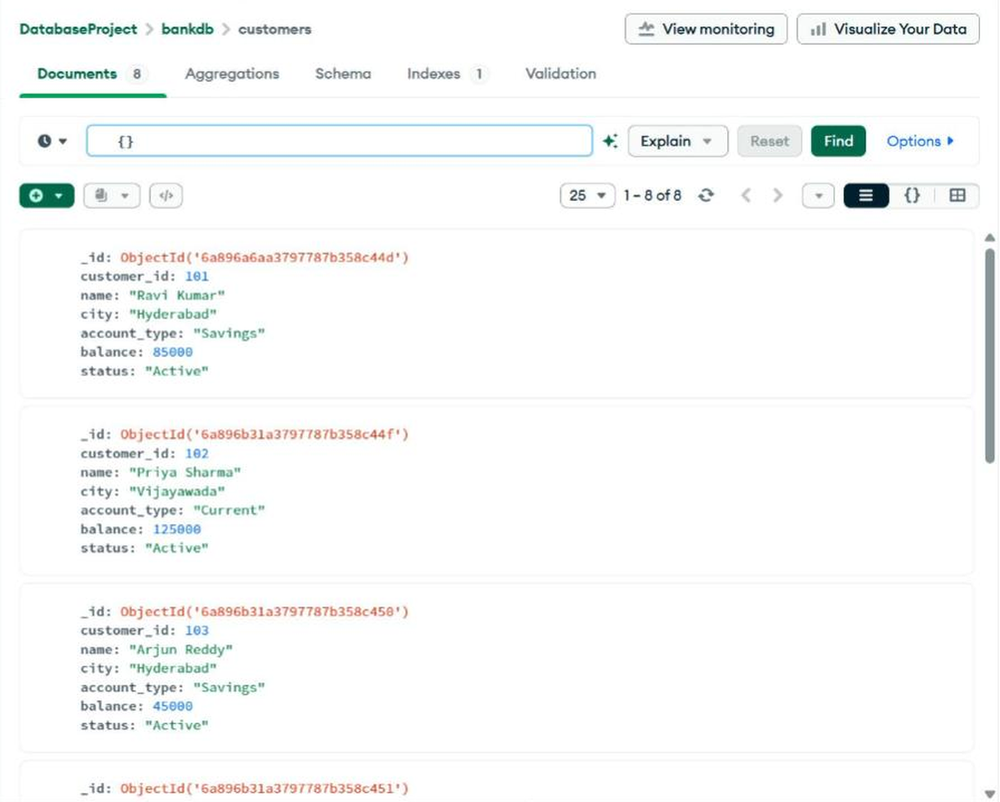 DatabaseProject > bankdb > customers
View monitoring
Visualize Your Data
Documents 8 Aggregations Schema Indexes 1 Validation
{}
Explain
Reset
Find
Options
25 1 – 8 of 8
{}
_id: ObjectId('6a896a6aa3797787b358c44d')
customer_id: 101
name: "Ravi Kumar"
city: "Hyderabad"
account_type: "Savings"
balance: 85000
status: "Active"
_id: ObjectId('6a896b31a3797787b358c44f')
customer_id: 102
name: "Priya Sharma"
city: "Vijayawada"
account_type: "Current"
balance: 125000
status: "Active"
_id: ObjectId('6a896b31a3797787b358c450')
customer_id: 103
name: "Arjun Reddy"
city: "Hyderabad"
account_type: "Savings"
balance: 45000
status: "Active"
_id: ObjectId('6a896b31a3797787b358c451')